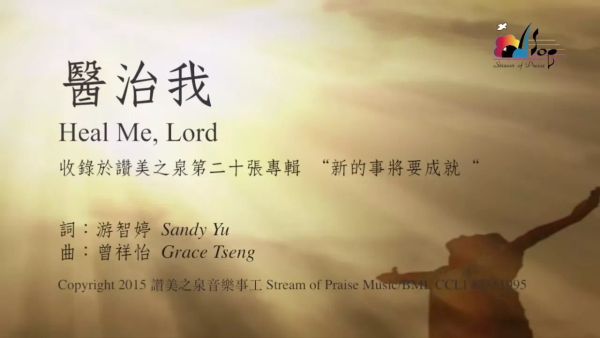 Stream of Praise
醫治我
Heal Me, Lord
收錄於讚美之泉第二十張專輯 “新的事將要成就“
詞：游智婷 Sandy Yu
曲：曾祥怡 Grace Tseng
Copyright 2015 讚美之泉音樂事工 Stream of Praise Music/BMI. CCLI